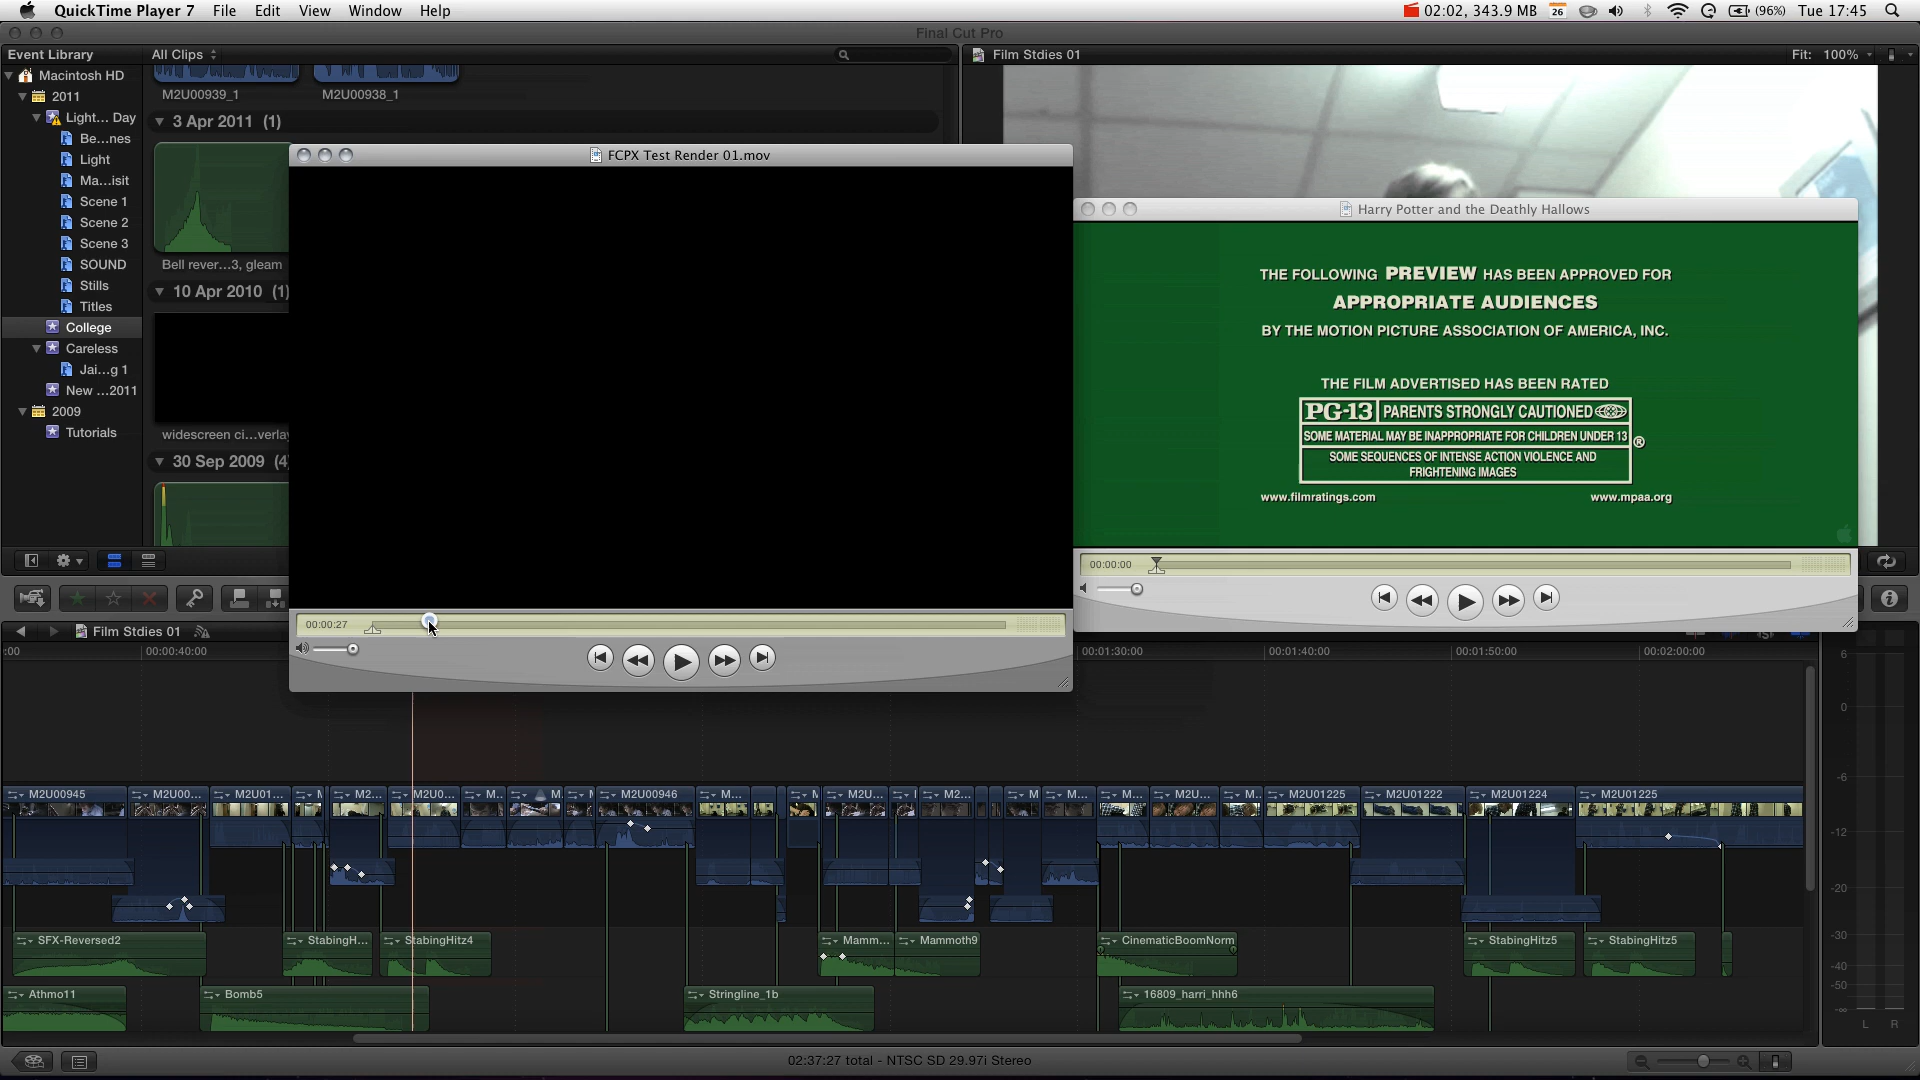 QuickTime Player 7 File Edit View Window Help
02:02, 343.9 MB 26 (96%) Tue 17:45
Final Cut Pro
Event Library All Clips
Film Stdies 01 Fit: 100%
Macintosh HD
2011
Light... Day
Be...nes
Light
Ma...isit
Scene 1
Scene 2
Scene 3
SOUND
Stills
Titles
College
Careless
Jai...g 1
New ...2011
2009
Tutorials
M2U00939_1 M2U00938_1
3 Apr 2011 (1)
Bell rever...3, gleam
10 Apr 2010 (1)
widescreen ci...verlay
30 Sep 2009 (4)
FCPX Test Render 01.mov
00:00:27
Harry Potter and the Deathly Hallows
THE FOLLOWING PREVIEW HAS BEEN APPROVED FOR
APPROPRIATE AUDIENCES
BY THE MOTION PICTURE ASSOCIATION OF AMERICA, INC.
THE FILM ADVERTISED HAS BEEN RATED
PG-13 PARENTS STRONGLY CAUTIONED
SOME MATERIAL MAY BE INAPPROPRIATE FOR CHILDREN UNDER 13
®
SOME SEQUENCES OF INTENSE ACTION VIOLENCE AND
FRIGHTENING IMAGES
www.filmratings.com www.mpaa.org
00:00:00
Film Stdies 01
:00 00:00:40:00 00:01:30:00 00:01:40:00 00:01:50:00 00:02:00:00
M2U00945 M2U00... M2U01... M2... M2U0... M... M M2U00946 M... M2U... M2... M M... M... M2U... M... M2U01225 M2U01222 M2U01224 M2U01225
SFX-Reversed2 StabingH... StabingHitz4 Mamm... Mammoth9 CinematicBoomNorm StabingHitz5 StabingHitz5
Athmo11 Bomb5 Stringline_1b 16809_harri_hhh6
6
0
-6
-12
-20
-30
-40
-50
-∞
L R
02:37:27 total - NTSC SD 29.97i Stereo